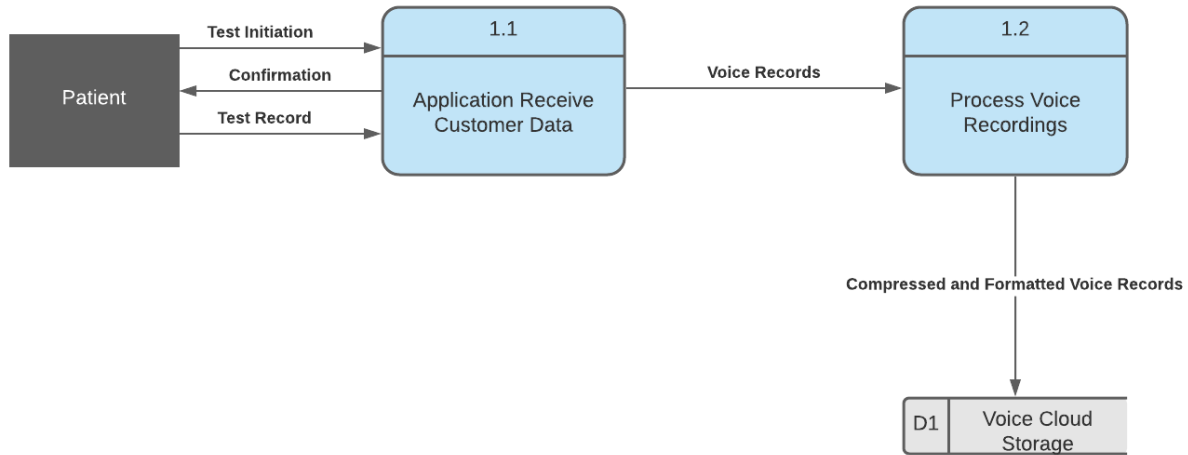 Test Initiation
1.1
1.2
Confirmation
Voice Records
Patient
Application Receive
Customer Data
Process Voice
Recordings
Test Record
Compressed and Formatted Voice Records
D1
Voice Cloud
Storage